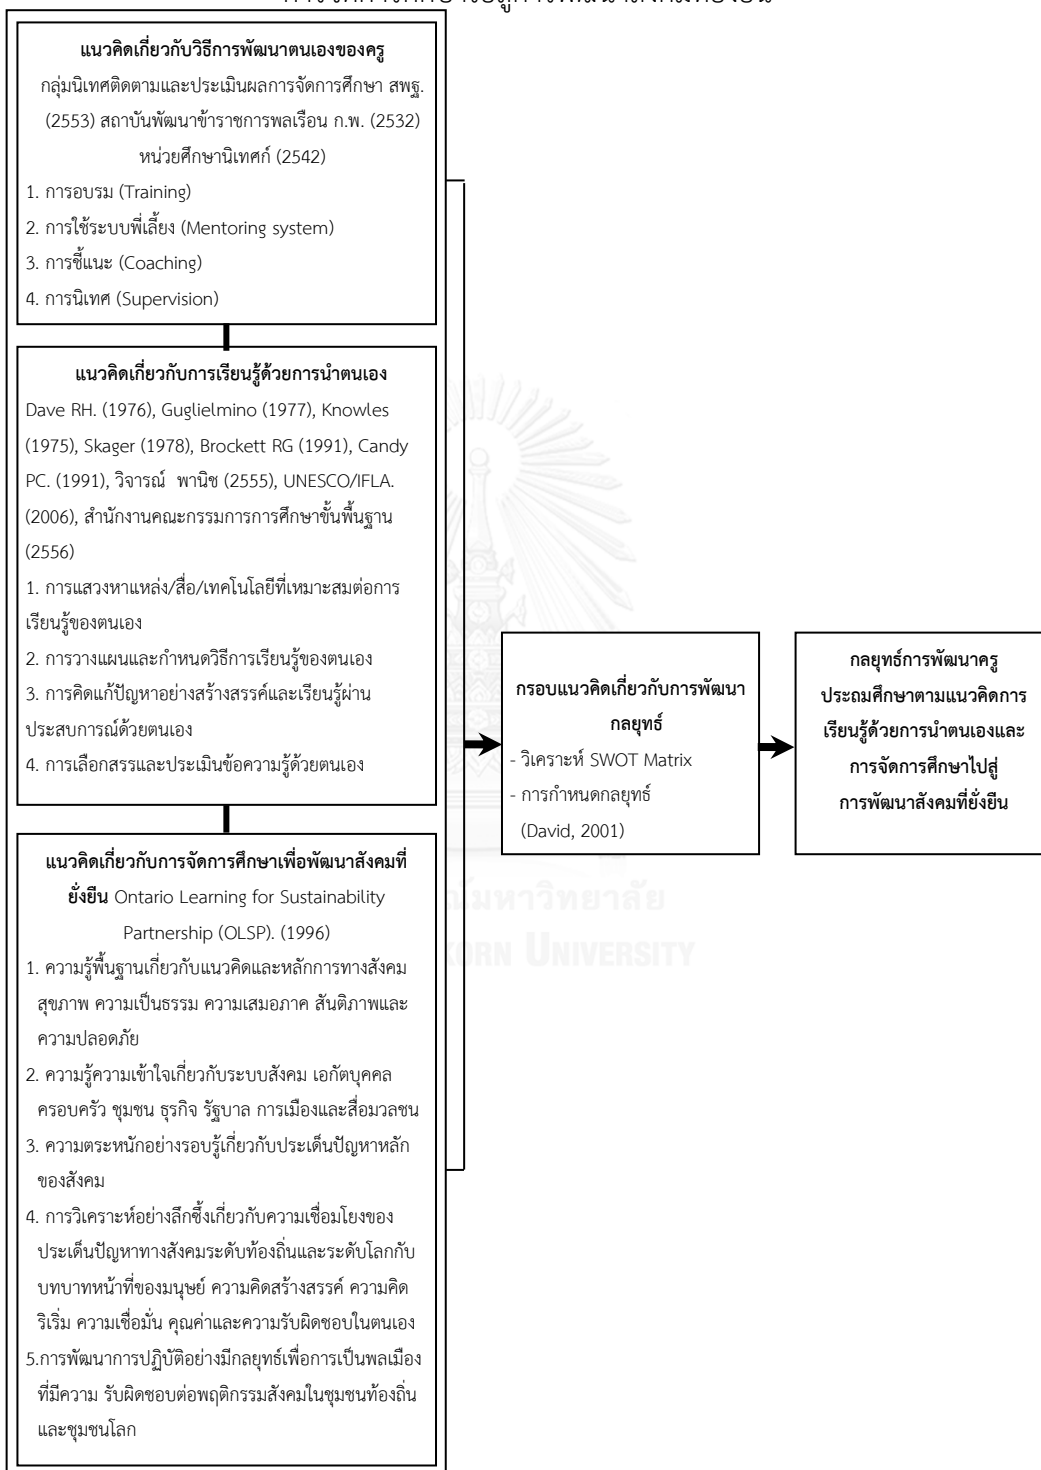 การจัดการศึกษาไปสู่การพัฒนาสังคมที่ยั่งยืน
แนวคิดเกี่ยวกับวิธีการพัฒนาตนเองของครู
กลุ่มนิเทศติดตามและประเมินผลการจัดการศึกษา สพฐ.
(2553) สถาบันพัฒนาข้าราชการพลเรือน ก.พ. (2532)
หน่วยศึกษานิเทศก์ (2542)
1. การอบรม (Training)
2. การใช้ระบบพี่เลี้ยง (Mentoring system)
3. การชี้แนะ (Coaching)
4. การนิเทศ (Supervision)
แนวคิดเกี่ยวกับการเรียนรู้ด้วยการนำตนเอง
Dave RH. (1976), Guglielmino (1977), Knowles
(1975), Skager (1978), Brockett RG (1991), Candy
PC. (1991), วิจารณ์ พานิช (2555), UNESCO/IFLA.
(2006), สำนักงานคณะกรรมการการศึกษาขั้นพื้นฐาน
(2556)
1. การแสวงหาแหล่ง/สื่อ/เทคโนโลยีที่เหมาะสมต่อการ
เรียนรู้ของตนเอง
2. การวางแผนและกำหนดวิธีการเรียนรู้ของตนเอง
3. การคิดแก้ปัญหาอย่างสร้างสรรค์และเรียนรู้ผ่าน
ประสบการณ์ด้วยตนเอง
4. การเลือกสรรและประเมินข้อความรู้ด้วยตนเอง
แนวคิดเกี่ยวกับการจัดการศึกษาเพื่อพัฒนาสังคมที่
ยั่งยืน Ontario Learning for Sustainability
Partnership (OLSP). (1996)
1. ความรู้พื้นฐานเกี่ยวกับแนวคิดและหลักการทางสังคม
สุขภาพ ความเป็นธรรม ความเสมอภาค สันติภาพและ
ความปลอดภัย
2. ความรู้ความเข้าใจเกี่ยวกับระบบสังคม เอกัตบุคคล
ครอบครัว ชุมชน ธุรกิจ รัฐบาล การเมืองและสื่อมวลชน
3. ความตระหนักอย่างรอบรู้เกี่ยวกับประเด็นปัญหาหลัก
ของสังคม
4. การวิเคราะห์อย่างลึกซึ้งเกี่ยวกับความเชื่อมโยงของ
ประเด็นปัญหาทางสังคมระดับท้องถิ่นและระดับโลกกับ
บทบาทหน้าที่ของมนุษย์ ความคิดสร้างสรรค์ ความคิด
ริเริ่ม ความเชื่อมั่น คุณค่าและความรับผิดชอบในตนเอง
5.การพัฒนาการปฏิบัติอย่างมีกลยุทธ์เพื่อการเป็นพลเมือง
ที่มีความ รับผิดชอบต่อพฤติกรรมสังคมในชุมชนท้องถิ่น
และชุมชนโลก
กรอบแนวคิดเกี่ยวกับการพัฒนา
กลยุทธ์
- วิเคราะห์ SWOT Matrix
- การกำหนดกลยุทธ์
(David, 2001)
กลยุทธ์การพัฒนาครู
ประถมศึกษาตามแนวคิดการ
เรียนรู้ด้วยการนำตนเองและ
การจัดการศึกษาไปสู่
การพัฒนาสังคมที่ยั่งยืน
มหาวิทยาลัย
UNIVERSITY